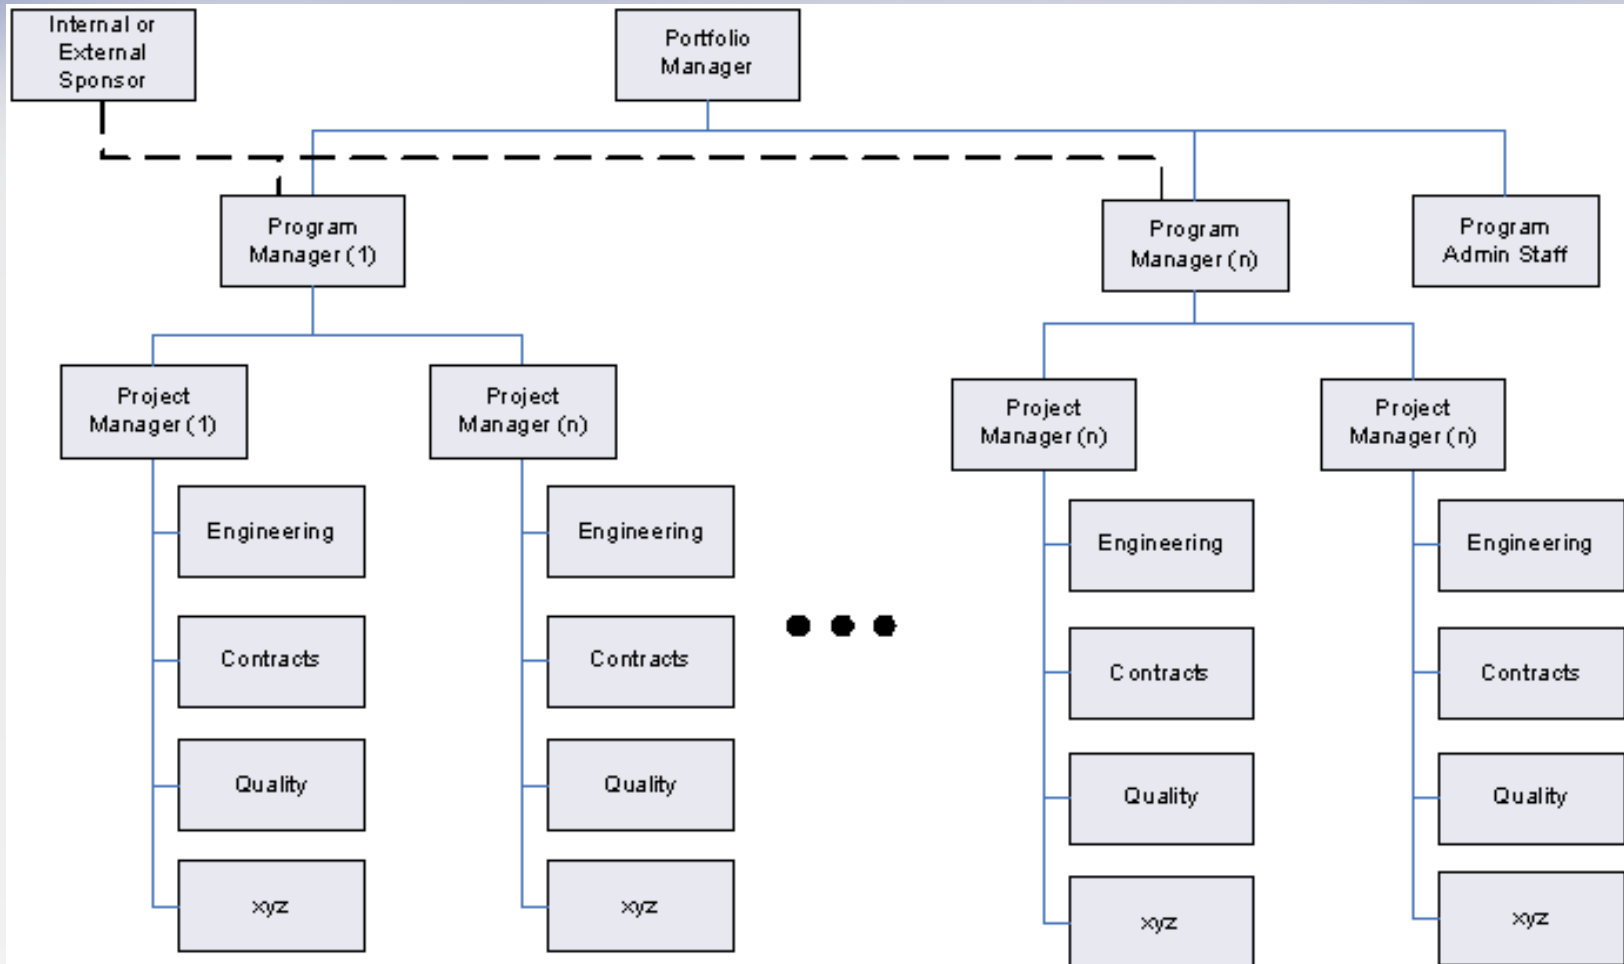 Internal or
External
Sponsor
Portfolio
Manager
Program
Manager (1)
Program
Manager (n)
Program
Admin Staff
Project
Manager (1)
Project
Manager (n)
Project
Manager (n)
Project
Manager (n)
Engineering
Engineering
Engineering
Engineering
Contracts
Contracts
Contracts
Contracts
Quality
Quality
Quality
Quality
xyz
xyz
xyz
xyz